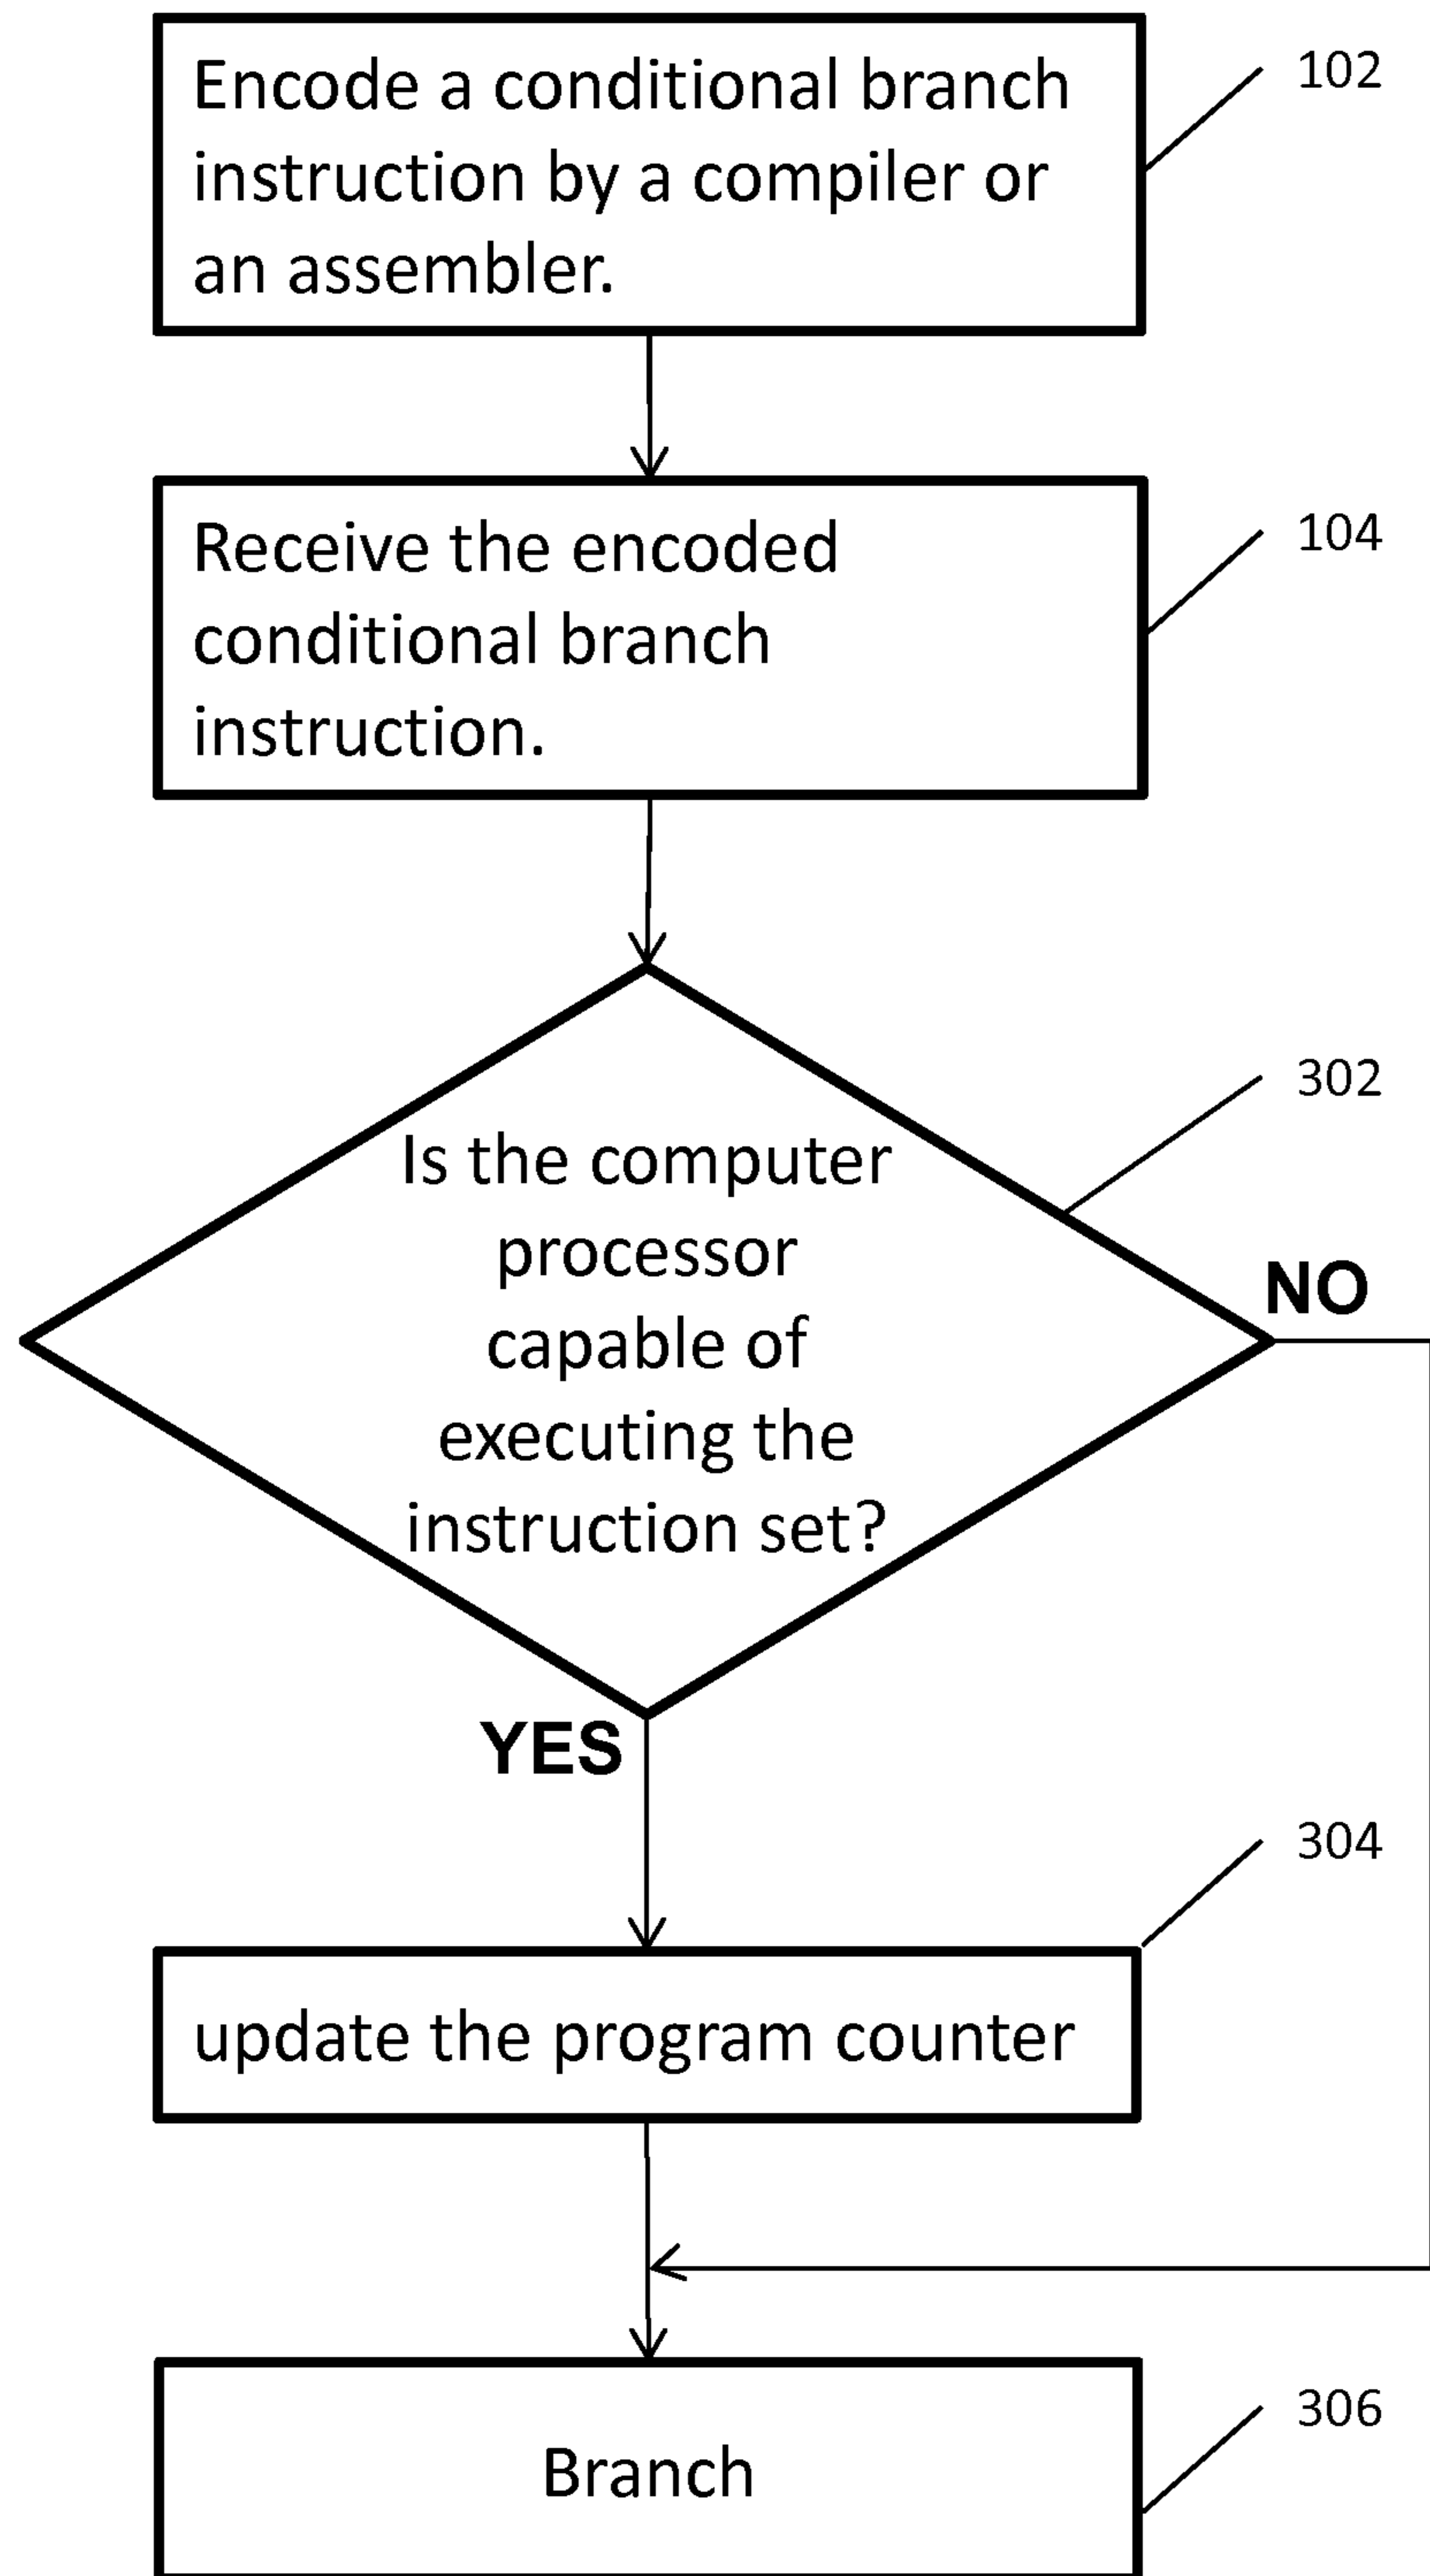 Encode a conditional branch
instruction by a compiler or
an assembler.
102
Receive the encoded
conditional branch
instruction.
104
302
Is the computer
processor
capable of
executing the
instruction set?
NO
YES
304
update the program counter
306
Branch